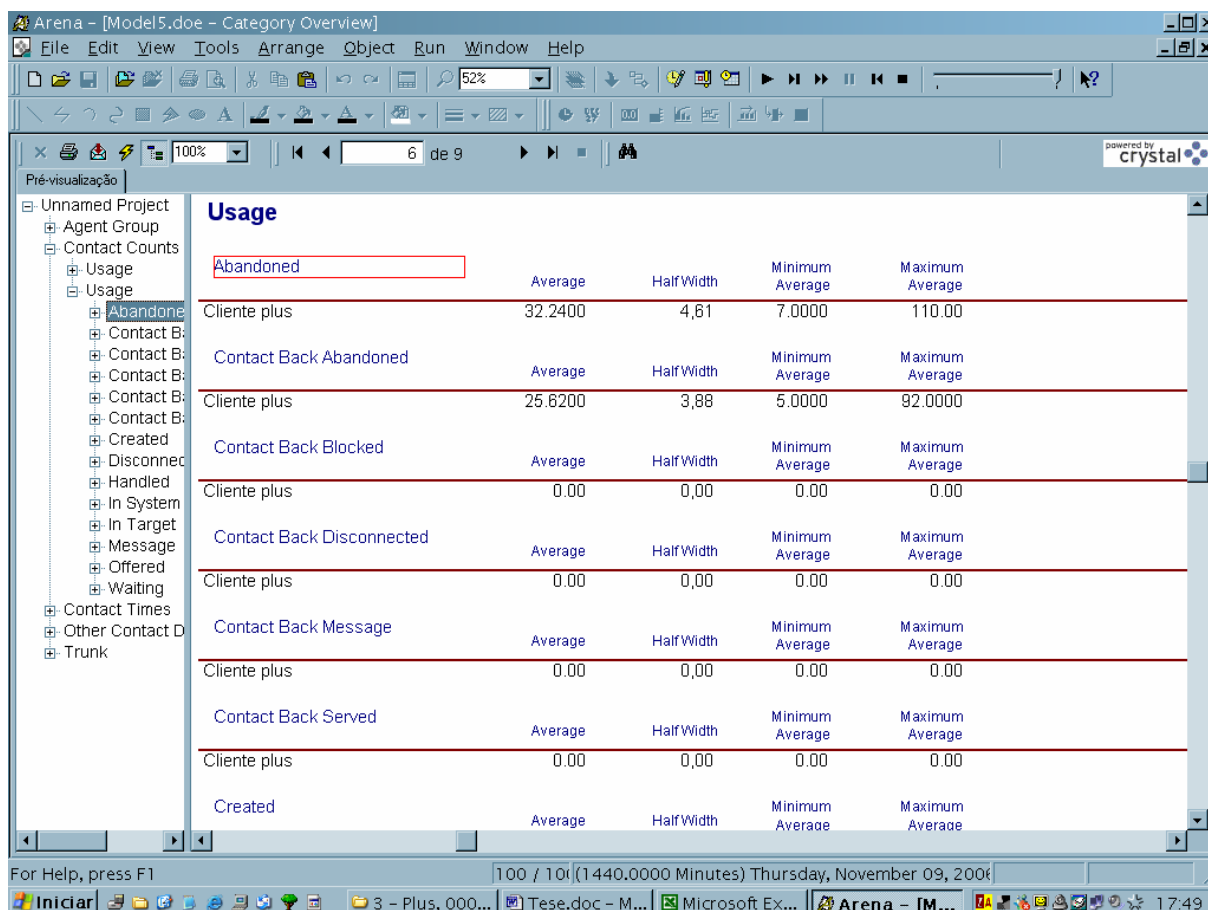 Arena - [Model5.doe - Category Overview]
File Edit View Tools Arrange Object Run Window Help
52%
100% 6 de 9 powered by crystal
Pré-visualização
Unnamed Project
Agent Group
Contact Counts
Usage
Usage
Abandone
Contact Ba
Contact Ba
Contact Ba
Contact Ba
Contact Ba
Created
Disconnec
Handled
In System
In Target
Message
Offered
Waiting
Contact Times
Other Contact D
Trunk
Usage
Abandoned Average Half Width Minimum Average Maximum Average
Cliente plus 32.2400 4,61 7.0000 110.00
Contact Back Abandoned Average Half Width Minimum Average Maximum Average
Cliente plus 25.6200 3,88 5.0000 92.0000
Contact Back Blocked Average Half Width Minimum Average Maximum Average
Cliente plus 0.00 0,00 0.00 0.00
Contact Back Disconnected Average Half Width Minimum Average Maximum Average
Cliente plus 0.00 0,00 0.00 0.00
Contact Back Message Average Half Width Minimum Average Maximum Average
Cliente plus 0.00 0,00 0.00 0.00
Contact Back Served Average Half Width Minimum Average Maximum Average
Cliente plus 0.00 0,00 0.00 0.00
Created Average Half Width Minimum Average Maximum Average
For Help, press F1 100 / 10 (1440.0000 Minutes) Thursday, November 09, 200
Iniciar 3 - Plus, 000... Tese.doc - M... Microsoft Ex... Arena - [M... 17:49